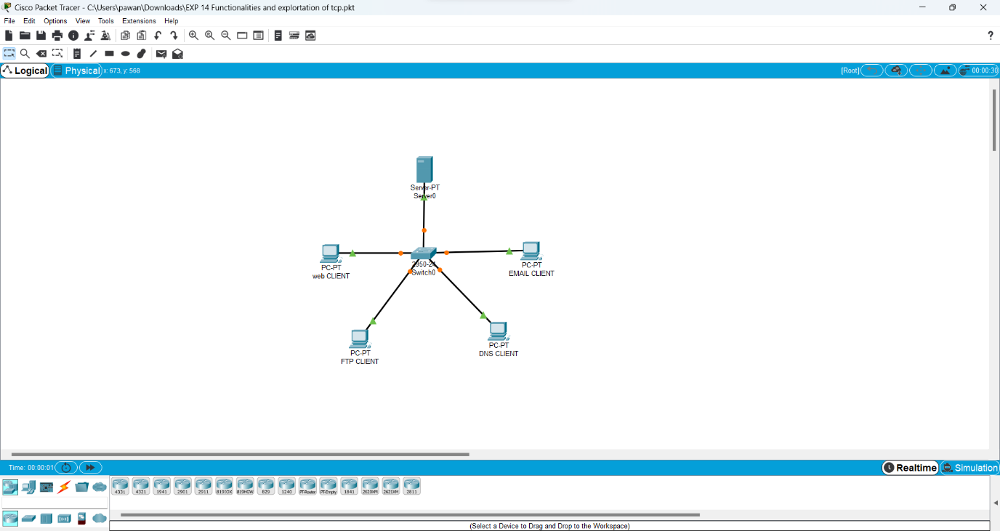 Cisco Packet Tracer - C:\Users\pawan\Downloads\EXP 14 Functionalities and explortation of tcp.pkt
File Edit Options View Tools Extensions Help
?
Logical Physical x: 673, y: 568 [Root] 00:00:30
Server-PT
Server0
PC-PT
web CLIENT
2950-24
Switch0
PC-PT
EMAIL CLIENT
PC-PT
FTP CLIENT
PC-PT
DNS CLIENT
Time: 00:00:01 Realtime Simulation
4331 4321 1941 2901 2911 819IOX 819HGW 829 1240 PT-Router PT-Empty 1841 2620XM 2621XM 2811
(Select a Device to Drag and Drop to the Workspace)